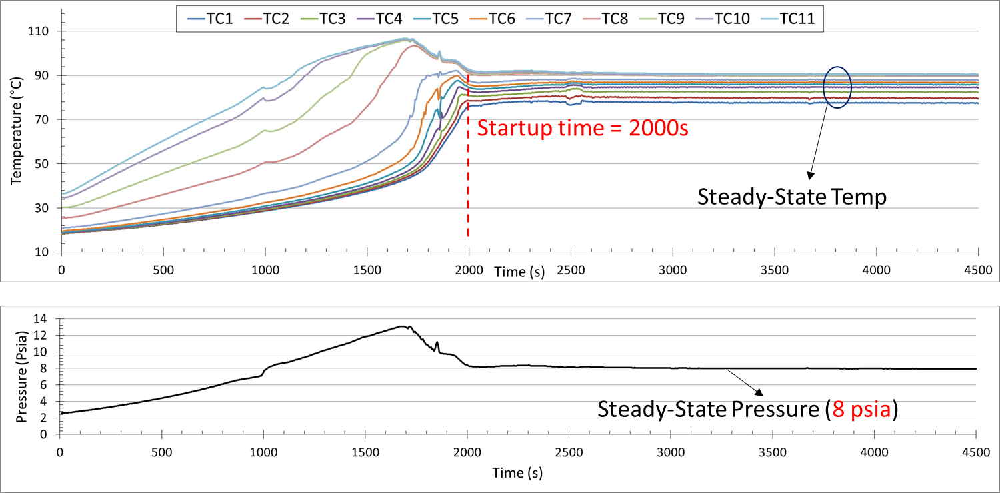 TC1 TC2 TC3 TC4 TC5 TC6 TC7 TC8 TC9 TC10 TC11
Temperature (°C)
110
90
70
50
30
10
Startup time = 2000s
Steady-State Temp
0 500 1000 1500 2000 2500 3000 3500 4000 4500
Time (s)
Pressure (Psia)
14
12
10
8
6
4
2
0
Steady-State Pressure (8 psia)
0 500 1000 1500 2000 2500 3000 3500 4000 4500
Time (s)